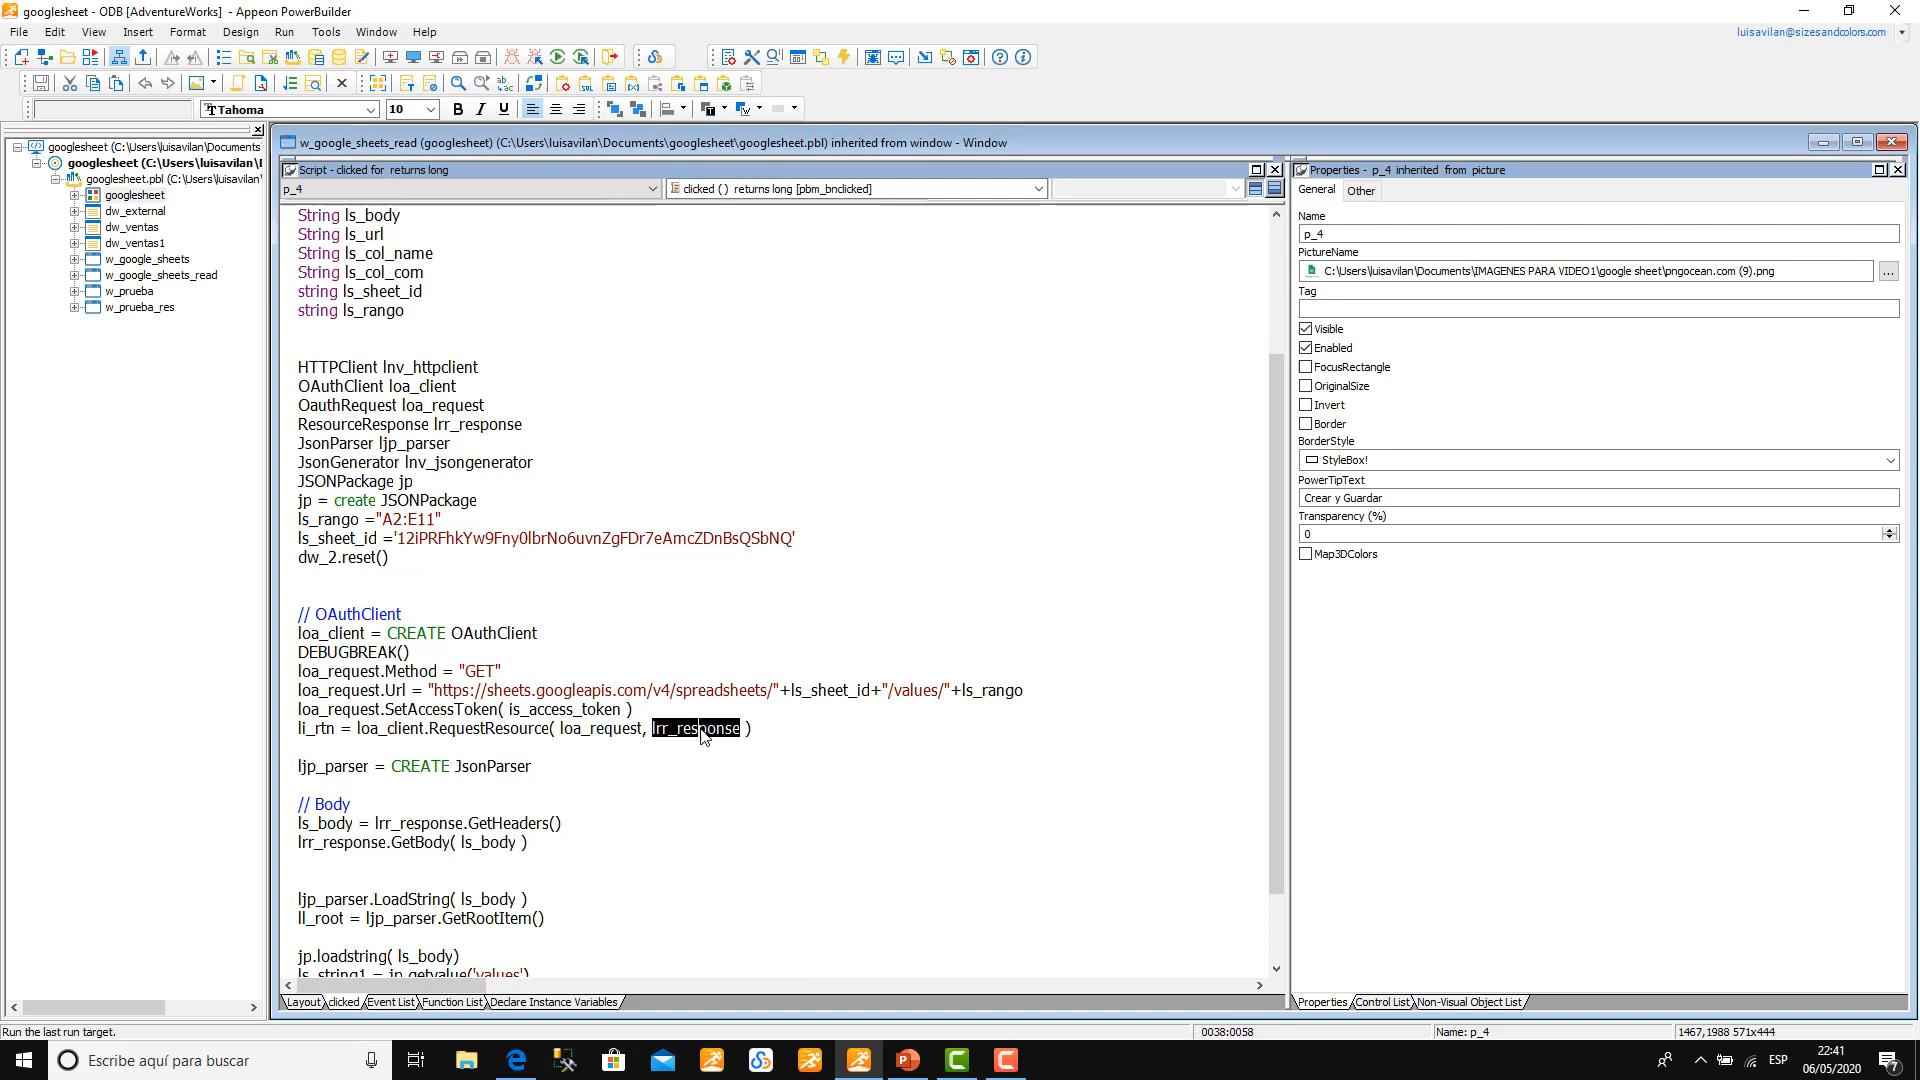 googlesheet - ODB [AdventureWorks] - Appeon PowerBuilder
File Edit View Insert Format Design Run Tools Window Help
luisavilan@sizesandcolors.com
Tahoma 10 B I U
googlesheet (C:\Users\luisavilan\Documents
googlesheet (C:\Users\luisavilan\
googlesheet.pbl (C:\Users\luisavilan
googlesheet
dw_external
dw_ventas
dw_ventas1
w_google_sheets
w_google_sheets_read
w_prueba
w_prueba_res
w_google_sheets_read (googlesheet) (C:\Users\luisavilan\Documents\googlesheet\googlesheet.pbl) inherited from window - Window
Script - clicked for returns long
p_4
clicked ( ) returns long [pbm_bnclicked]
String ls_body
String ls_url
String ls_col_name
String ls_col_com
string ls_sheet_id
string ls_rango
HTTPClient lnv_httpclient
OAuthClient loa_client
OauthRequest loa_request
ResourceResponse lrr_response
JsonParser ljp_parser
JsonGenerator lnv_jsongenerator
JSONPackage jp
jp = create JSONPackage
ls_rango ="A2:E11"
ls_sheet_id ='12iPRFhkYw9Fny0lbrNo6uvnZgFDr7eAmcZDnBsQSbNQ'
dw_2.reset()
// OAuthClient
loa_client = CREATE OAuthClient
DEBUGBREAK()
loa_request.Method = "GET"
loa_request.Url = "https://sheets.googleapis.com/v4/spreadsheets/"+ls_sheet_id+"/values/"+ls_rango
loa_request.SetAccessToken( is_access_token )
li_rtn = loa_client.RequestResource( loa_request, lrr_response )
ljp_parser = CREATE JsonParser
// Body
ls_body = lrr_response.GetHeaders()
lrr_response.GetBody( ls_body )
ljp_parser.LoadString( ls_body )
ll_root = ljp_parser.GetRootItem()
jp.loadstring( ls_body)
ls_string1 = jp.getvalue('values')
Layout clicked Event List Function List Declare Instance Variables
Properties - p_4 inherited from picture
General Other
Name
p_4
PictureName
C:\Users\luisavilan\Documents\IMAGENES PARA VIDEO1\google sheet\pngocean.com (9).png
...
Tag
Visible
Enabled
FocusRectangle
OriginalSize
Invert
Border
BorderStyle
StyleBox!
PowerTipText
Crear y Guardar
Transparency (%)
0
Map3DColors
Properties Control List Non-Visual Object List
Run the last run target.
0038:0058
Name: p_4
1467,1988 571x444
Escribe aquí para buscar
ESP
22:41
06/05/2020
7